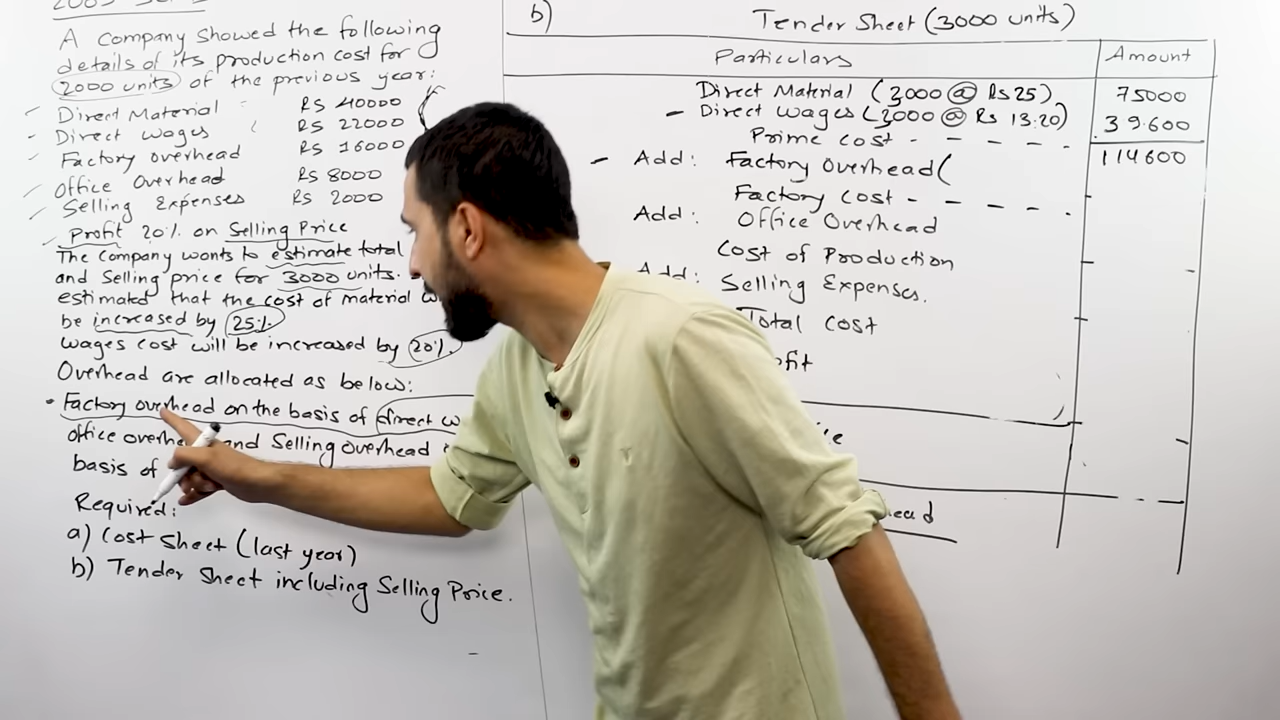 A company showed the following
details of its production cost for
2000 units of the previous year:
Direct Material RS 40000
Direct wages RS 22000
Factory overhead RS 16000
Office Overhead RS 8000
Selling Expenses RS 2000
Profit 20% on Selling Price
The company wants to estimate total
and Selling price for 3000 units.
estimated that the cost of material
be increased by 25%.
wages cost will be increased by 20%.
Overhead are allocated as below:
Factory overhead on the basis of direct w
office overhe and Selling overhead
basis of
Required:
a) Cost sheet (last year)
b) Tender Sheet including Selling Price.
b) Tender Sheet (3000 units)
Particulars Amount
Direct Material (3000 @ Rs 25) 75000
- Direct wages (3000 @ Rs 13.20) 39600
Prime cost - - - - - 114600
- Add: Factory Overhead(
Factory cost - - - - -
Add: Office Overhead
Cost of Production
Add: Selling Expenses.
Total cost
fit
ce
ead